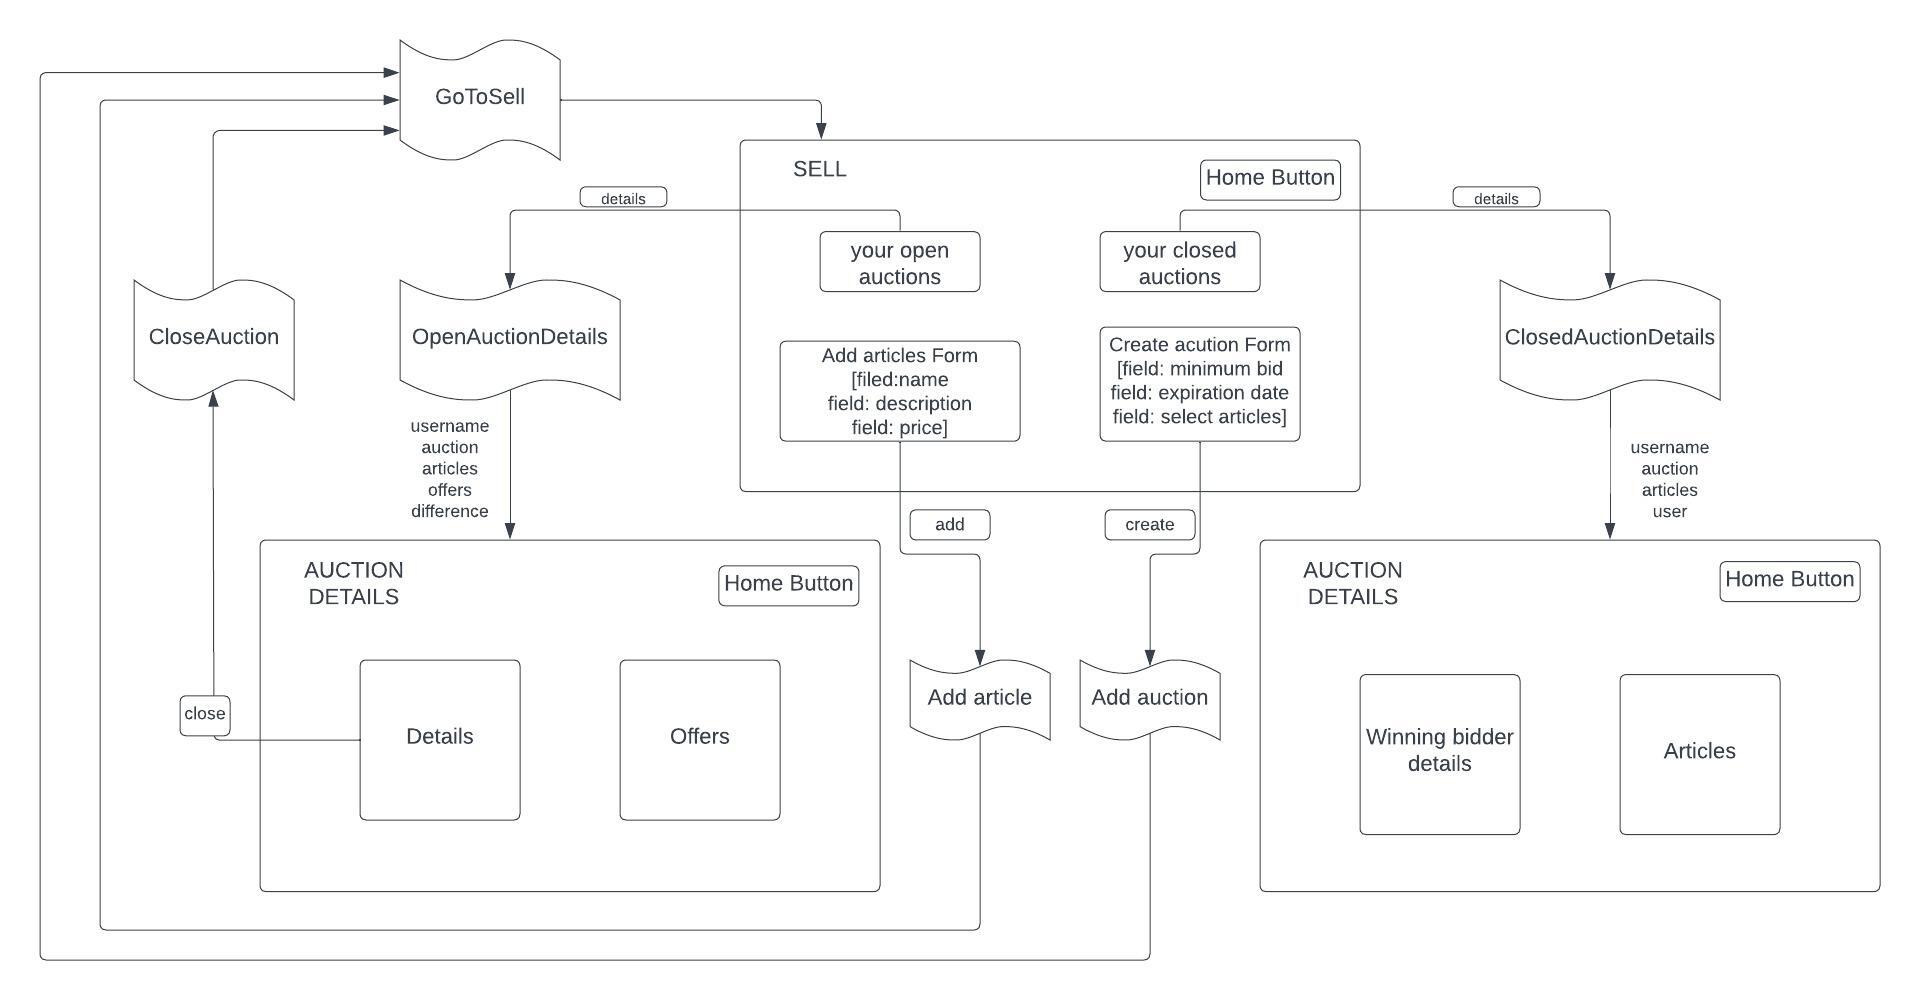 GoToSell
SELL
Home Button
details
details
your open
auctions
your closed
auctions
CloseAuction
OpenAuctionDetails
ClosedAuctionDetails
Add articles Form
[filed:name
field: description
field: price]
Create acution Form
[field: minimum bid
field: expiration date
field: select articles]
username
auction
articles
offers
difference
username
auction
articles
user
add
create
AUCTION
DETAILS
Home Button
AUCTION
DETAILS
Home Button
close
Details
Offers
Add article
Add auction
Winning bidder
details
Articles